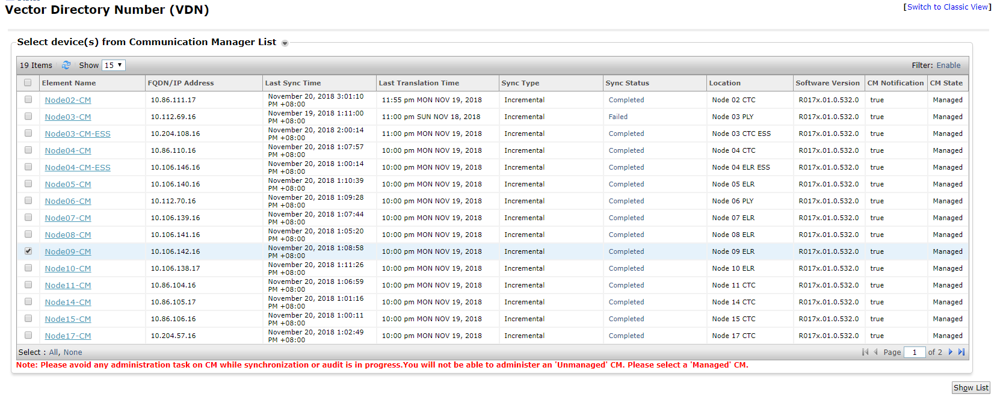 Vector Directory Number (VDN)
[Switch to Classic View]
Select device(s) from Communication Manager List
19 Items Show 15 Filter: Enable
Element Name FQDN/IP Address Last Sync Time Last Translation Time Sync Type Sync Status Location Software Version CM Notification CM State
Node02-CM 10.86.111.17 November 20, 2018 3:01:10 PM +08:00 11:55 pm MON NOV 19, 2018 Incremental Completed Node 02 CTC R017x.01.0.532.0 true Managed
Node03-CM 10.112.69.16 November 19, 2018 1:11:00 PM +08:00 11:00 pm SUN NOV 18, 2018 Incremental Failed Node 03 PLY R017x.01.0.532.0 true Managed
Node03-CM-ESS 10.204.108.16 November 20, 2018 2:00:14 PM +08:00 11:00 pm MON NOV 19, 2018 Incremental Completed Node 03 CTC ESS R017x.01.0.532.0 true Managed
Node04-CM 10.86.110.16 November 20, 2018 1:07:57 PM +08:00 10:00 pm MON NOV 19, 2018 Incremental Completed Node 04 CTC R017x.01.0.532.0 true Managed
Node04-CM-ESS 10.106.146.16 November 20, 2018 1:00:14 PM +08:00 10:00 pm MON NOV 19, 2018 Incremental Completed Node 04 ELR ESS R017x.01.0.532.0 true Managed
Node05-CM 10.106.140.16 November 20, 2018 1:10:39 PM +08:00 10:00 pm MON NOV 19, 2018 Incremental Completed Node 05 ELR R017x.01.0.532.0 true Managed
Node06-CM 10.112.70.16 November 20, 2018 1:09:28 PM +08:00 10:00 pm MON NOV 19, 2018 Incremental Completed Node 06 PLY R017x.01.0.532.0 true Managed
Node07-CM 10.106.139.16 November 20, 2018 1:07:44 PM +08:00 10:00 pm MON NOV 19, 2018 Incremental Completed Node 07 ELR R017x.01.0.532.0 true Managed
Node08-CM 10.106.141.16 November 20, 2018 1:05:20 PM +08:00 10:00 pm MON NOV 19, 2018 Incremental Completed Node 08 ELR R017x.01.0.532.0 true Managed
Node09-CM 10.106.142.16 November 20, 2018 1:08:58 PM +08:00 10:00 pm MON NOV 19, 2018 Incremental Completed Node 09 ELR R017x.01.0.532.0 true Managed
Node10-CM 10.106.138.17 November 20, 2018 1:11:26 PM +08:00 10:00 pm MON NOV 19, 2018 Incremental Completed Node 10 ELR R017x.01.0.532.0 true Managed
Node11-CM 10.86.104.16 November 20, 2018 1:06:59 PM +08:00 10:00 pm MON NOV 19, 2018 Incremental Completed Node 11 CTC R017x.01.0.532.0 true Managed
Node14-CM 10.86.105.17 November 20, 2018 1:01:16 PM +08:00 10:00 pm MON NOV 19, 2018 Incremental Completed Node 14 CTC R017x.01.0.532.0 true Managed
Node15-CM 10.86.106.16 November 20, 2018 1:00:11 PM +08:00 10:00 pm MON NOV 19, 2018 Incremental Completed Node 15 CTC R017x.01.0.532.0 true Managed
Node17-CM 10.204.57.16 November 20, 2018 1:02:49 PM +08:00 10:00 pm MON NOV 19, 2018 Incremental Completed Node 17 CTC R017x.01.0.532.0 true Managed
Select : All, None Page 1 of 2
Note: Please avoid any administration task on CM while synchronization or audit is in progress.You will not be able to administer an 'Unmanaged' CM. Please select a 'Managed' CM.
Show List